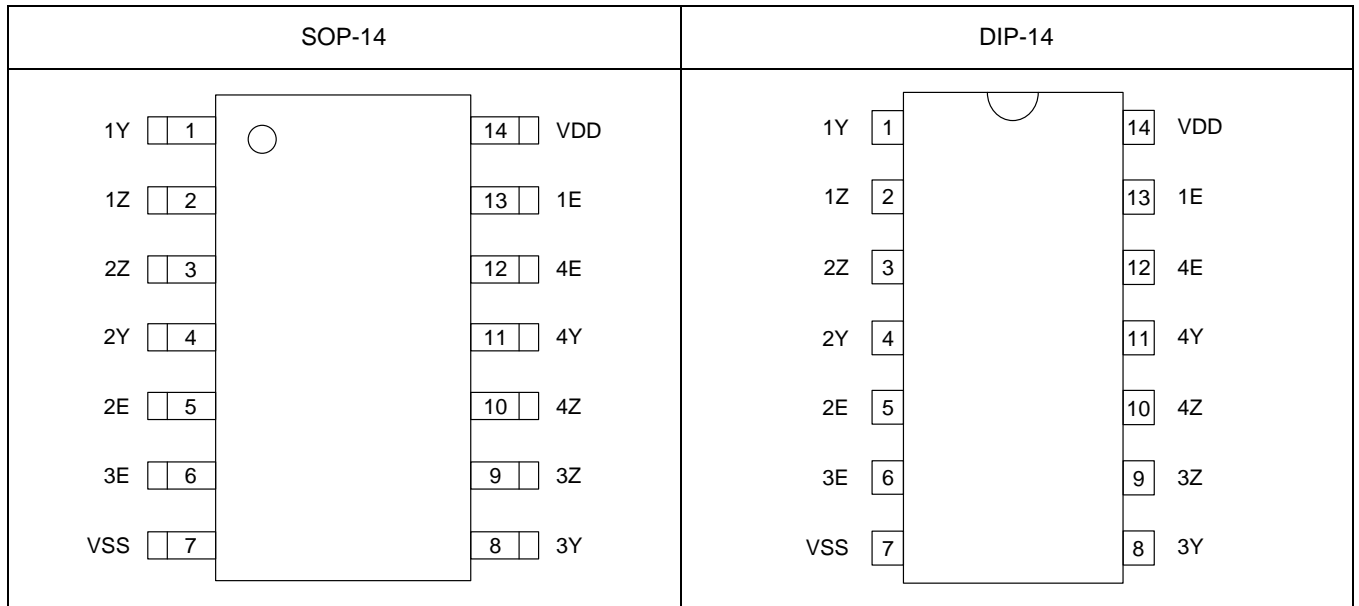 SOP-14 DIP-14
1Y 1 14 VDD 1Y 1 14 VDD
1Z 2 13 1E 1Z 2 13 1E
2Z 3 12 4E 2Z 3 12 4E
2Y 4 11 4Y 2Y 4 11 4Y
2E 5 10 4Z 2E 5 10 4Z
3E 6 9 3Z 3E 6 9 3Z
VSS 7 8 3Y VSS 7 8 3Y